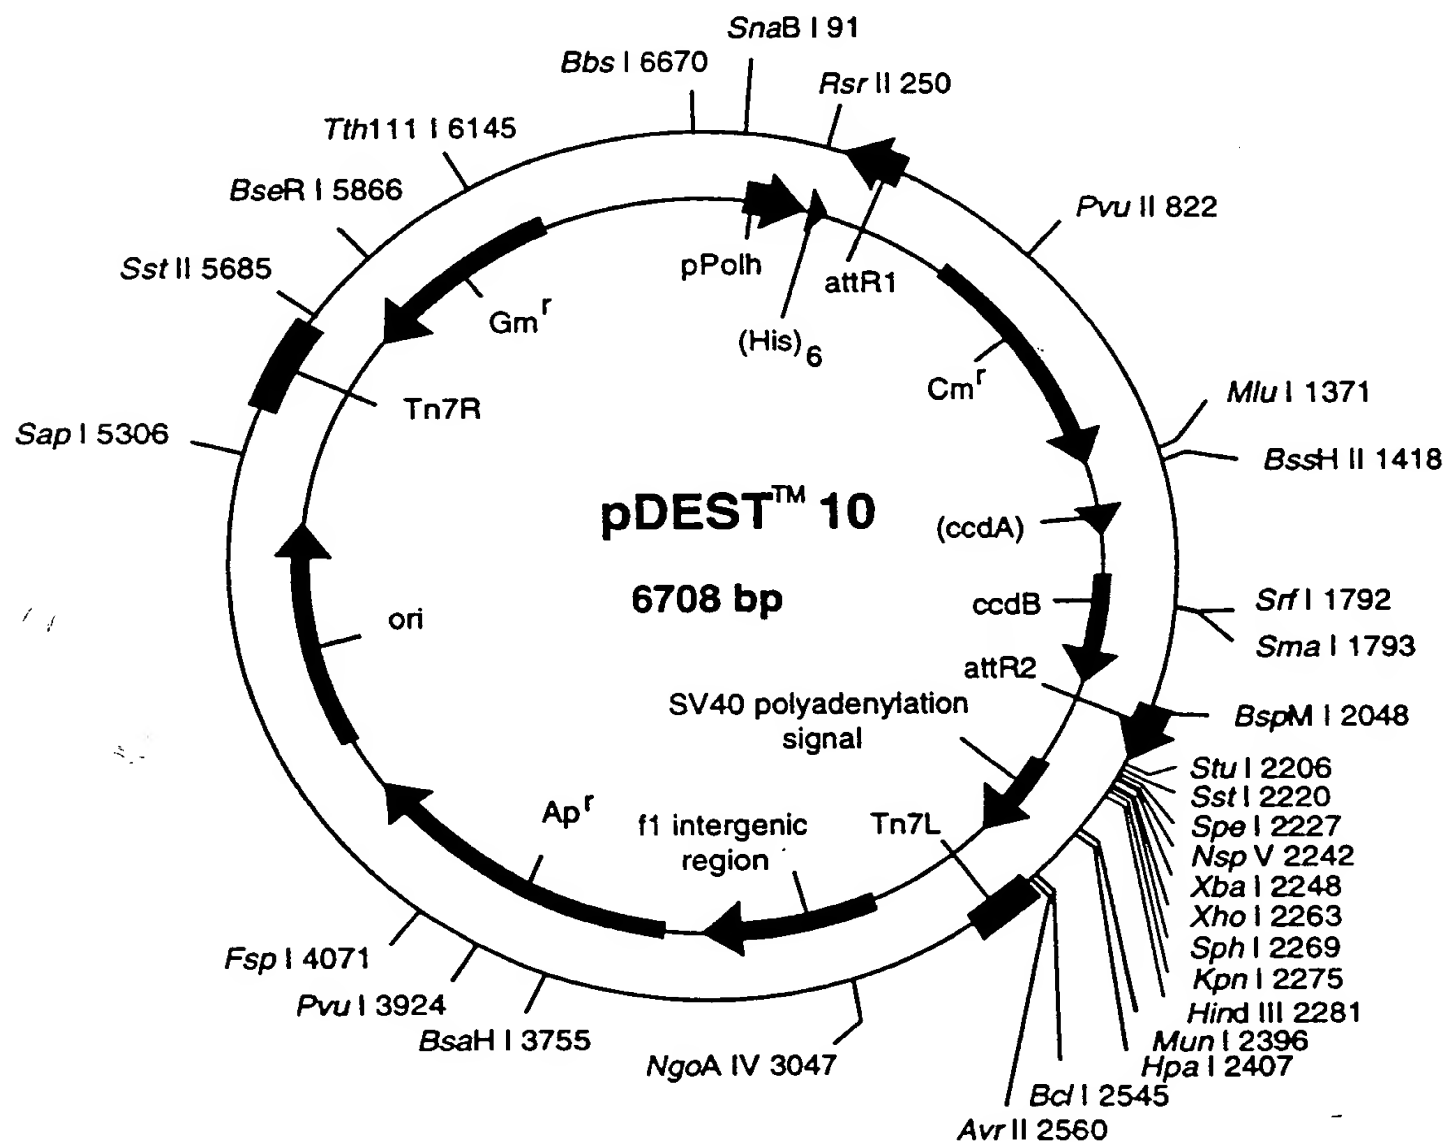 SnaB I 91
Bbs I 6670
Rsr II 250
Tth111 I 6145
BseR I 5866
Pvu II 822
Sst II 5685
pPolh
attR1
Gm^r
(His)_6
Cm^r
Mlu I 1371
Tn7R
Sap I 5306
BssH II 1418
pDEST™ 10
(ccdA)
6708 bp
ccdB
Srf I 1792
ori
Sma I 1793
attR2
SV40 polyadenylation
signal
BspM I 2048
Stu I 2206
Sst I 2220
Spe I 2227
Nsp V 2242
Xba I 2248
Xho I 2263
Sph I 2269
Kpn I 2275
Hind III 2281
Mun I 2396
Hpa I 2407
Bcl I 2545
Avr II 2560
Ap^r
f1 intergenic
region
Tn7L
Fsp I 4071
Pvu I 3924
BsaH I 3755
NgoA IV 3047